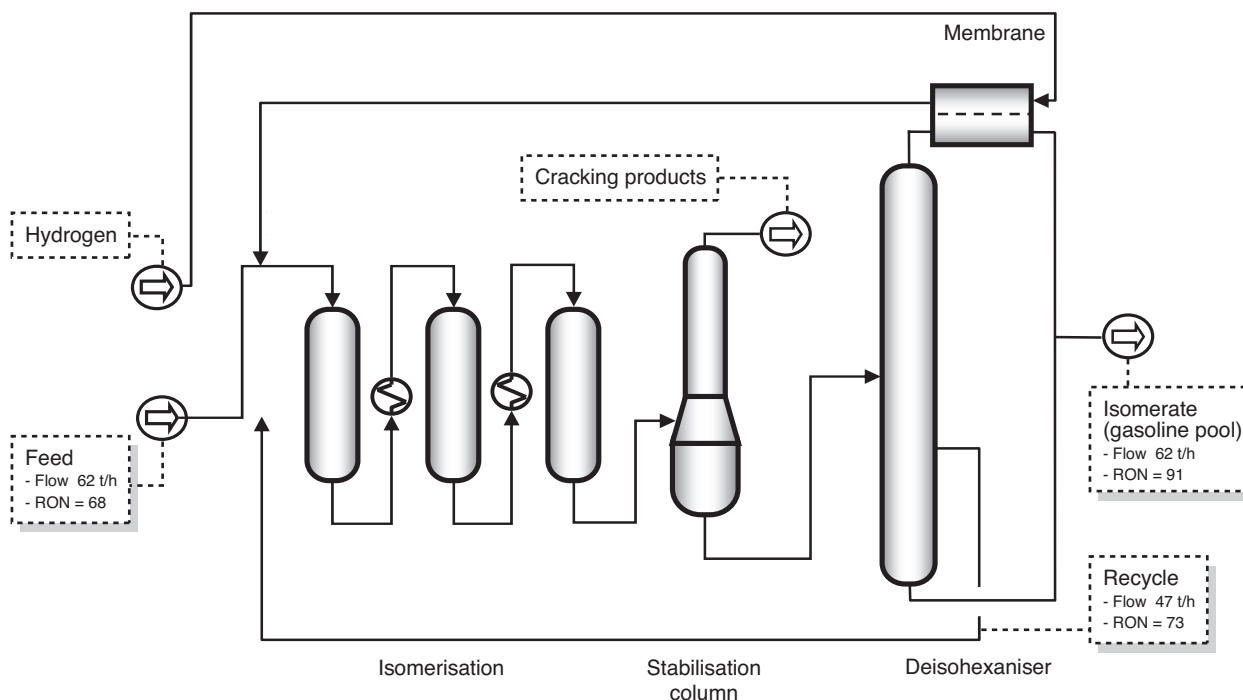 Membrane
Cracking products
Hydrogen
Feed
- Flow 62 t/h
- RON = 68
Isomerate
(gasoline pool)
- Flow 62 t/h
- RON = 91
Recycle
- Flow 47 t/h
- RON = 73
Isomerisation
Stabilisation
column
Deisohexaniser